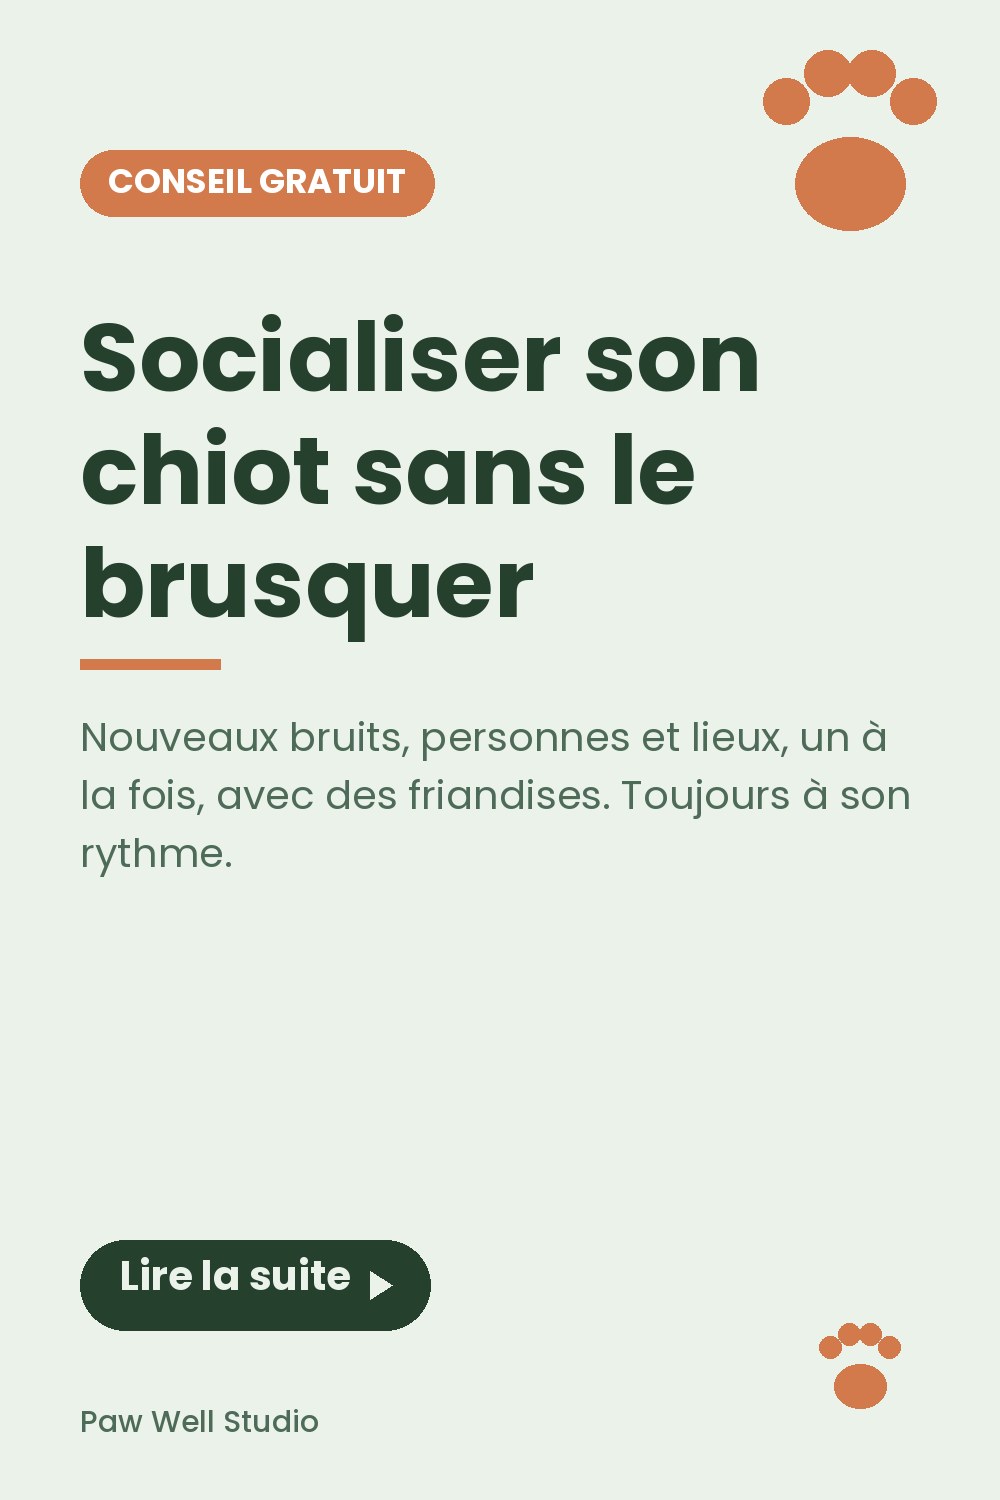 CONSEIL GRATUIT
Socialiser son
chiot sans le
brusquer
Nouveaux bruits, personnes et lieux, un à
la fois, avec des friandises. Toujours à son
rythme.
Lire la suite
Paw Well Studio